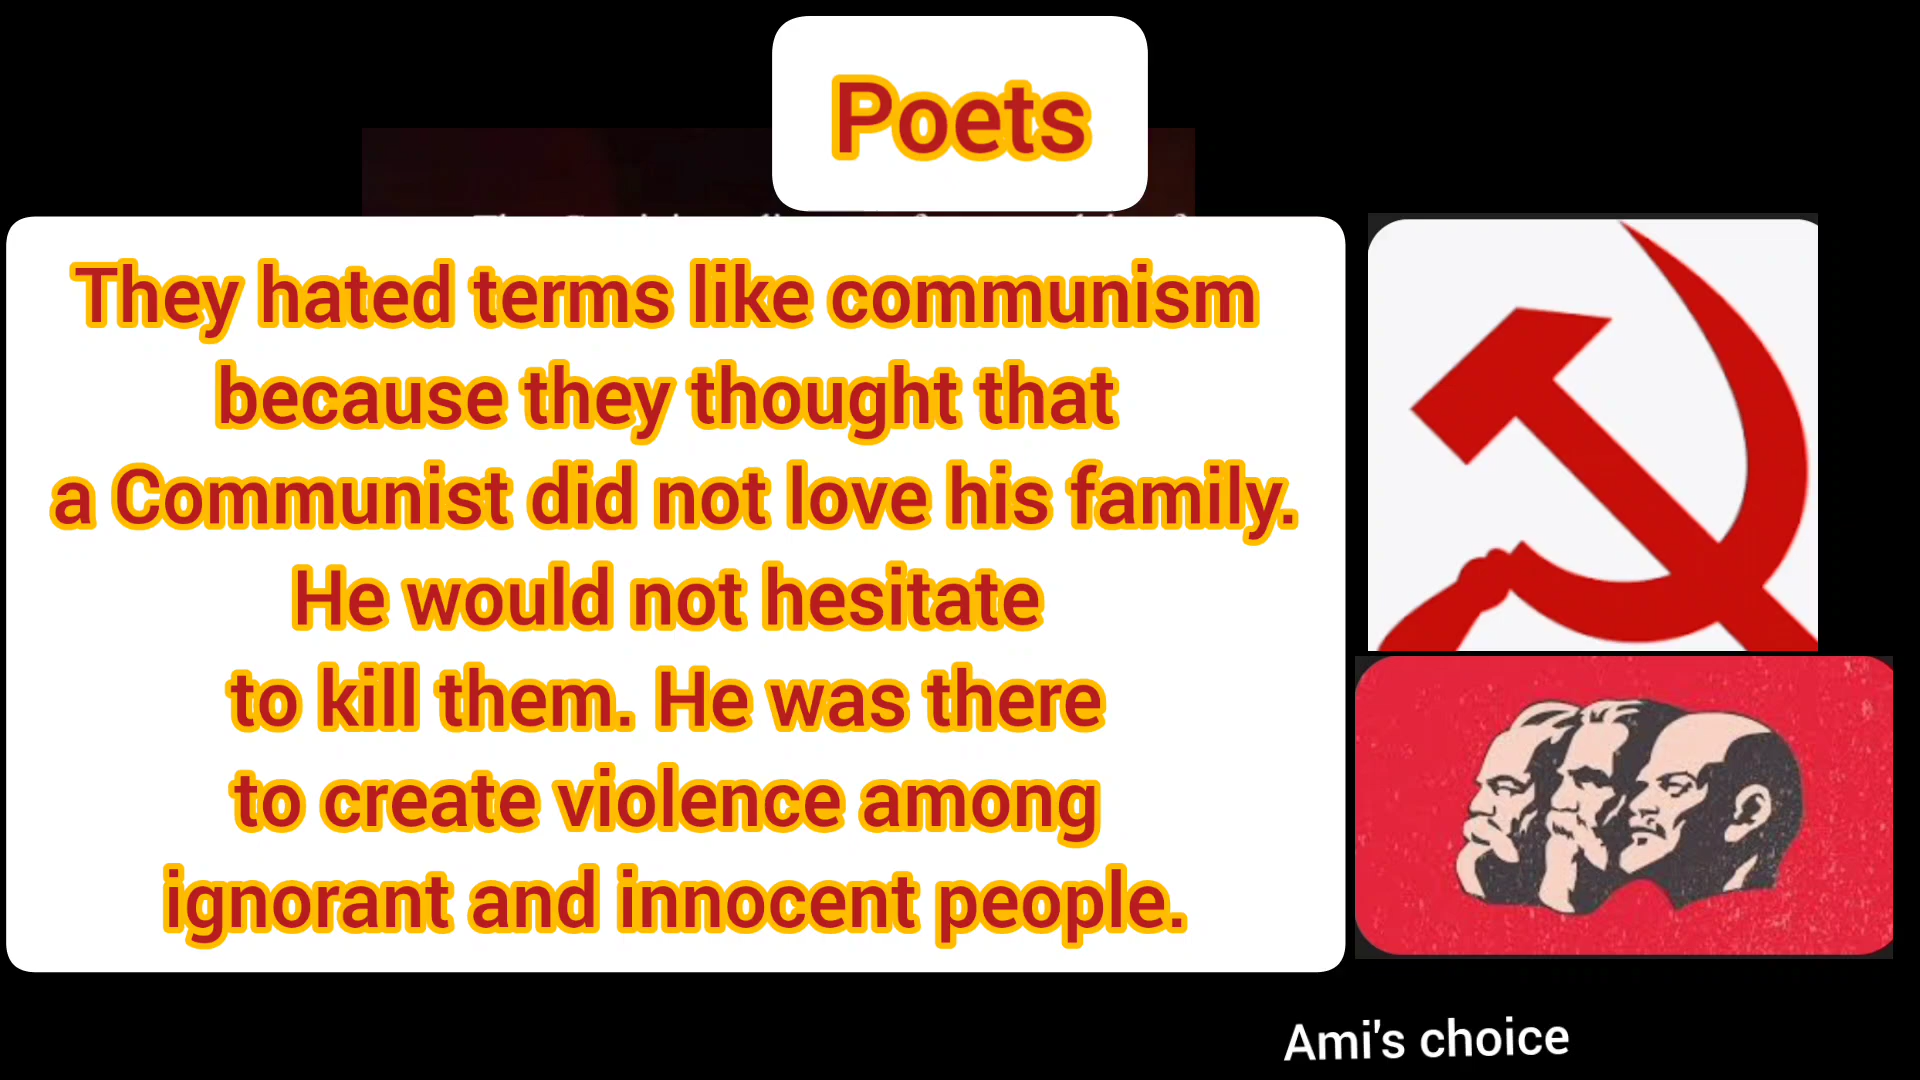 Poets
They hated terms like communism
because they thought that
a Communist did not love his family.
He would not hesitate
to kill them. He was there
to create violence among
ignorant and innocent people.
Ami's choice